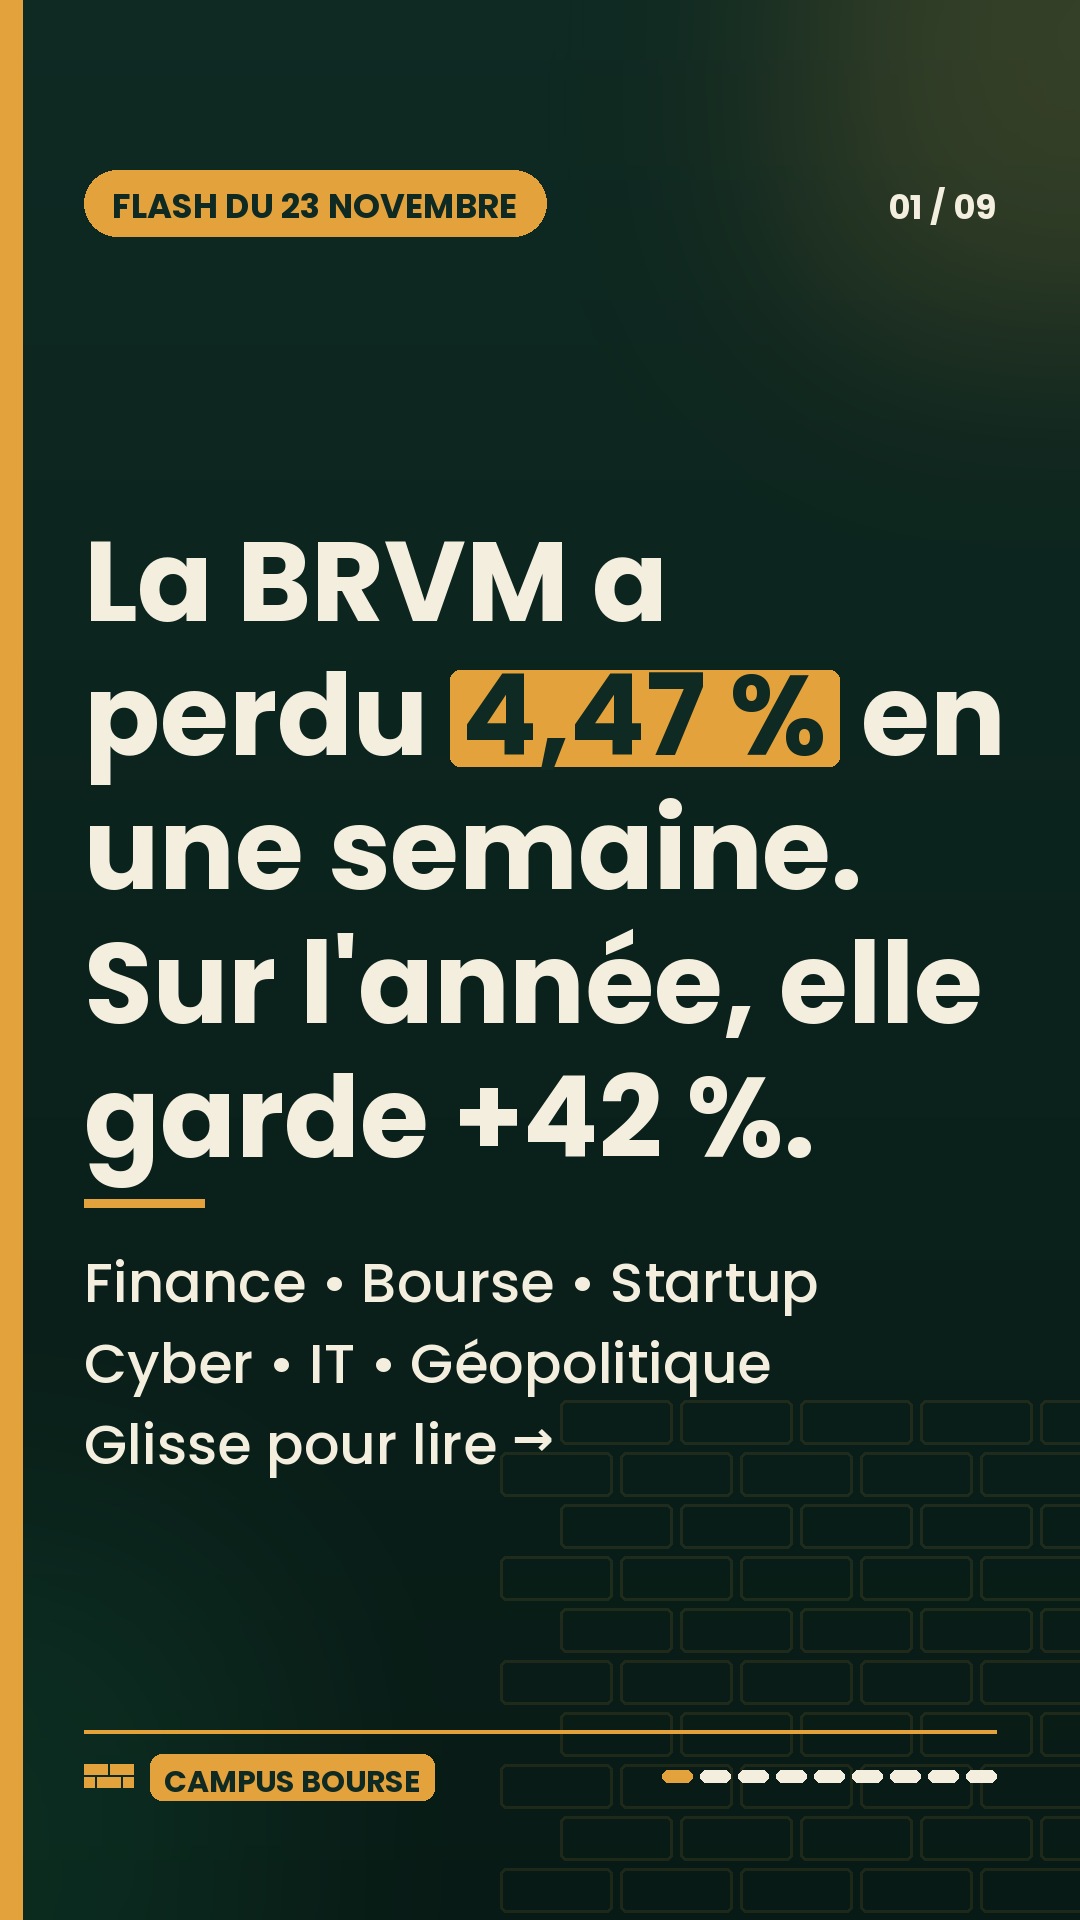 FLASH DU 23 NOVEMBRE
01 / 09
La BRVM a
perdu 4,47 % en
une semaine.
Sur l'année, elle
garde +42 %.
Finance • Bourse • Startup
Cyber • IT • Géopolitique
Glisse pour lire →
CAMPUS BOURSE